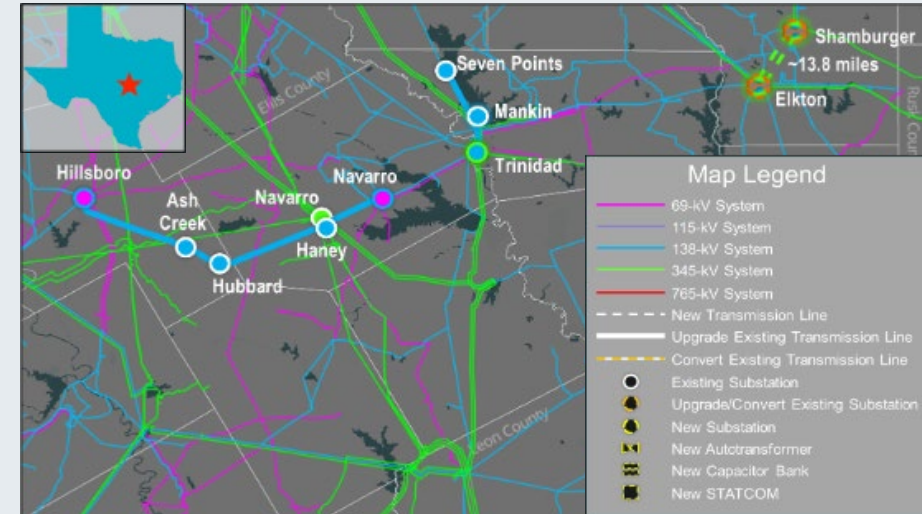 Shamburger
~13.8 miles
Elkton
Rusk Cour
Ellis County
Seven Points
Mankin
Trinidad
Hillsboro
Ash
Creek
Navarro
Navarro
Haney
Hubbard
Leon County
Map Legend
69-kV System
115-kV System
138-kV System
345-kV System
765-kV System
New Transmission Line
Upgrade Existing Transmission Line
Convert Existing Transmission Line
Existing Substation
Upgrade/Convert Existing Substation
New Substation
New Autotransformer
New Capacitor Bank
New STATCOM